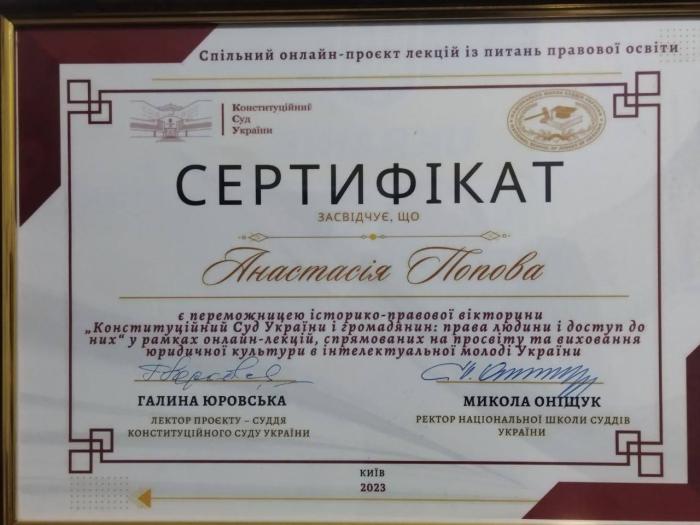 Спільний онлайн-проєкт лекцій із питань правової освіти
Конституційний
Суд
України
СЕРТИФІКАТ
ЗАСВІДЧУЄ, ЩО
Анастасія Попова
є переможницею історико-правової вікторини
„Конституційний Суд України і громадянин: права людини і доступ до
них“ у рамках онлайн-лекцій, спрямованих на просвіту та виховання
юридичної культури в інтелектуальної молоді України
ГАЛИНА ЮРОВСЬКА
ЛЕКТОР ПРОЄКТУ – СУДДЯ
КОНСТИТУЦІЙНОГО СУДУ УКРАЇНИ
МИКОЛА ОНІЩУК
РЕКТОР НАЦІОНАЛЬНОЇ ШКОЛИ СУДДІВ
УКРАЇНИ
КИЇВ
2023